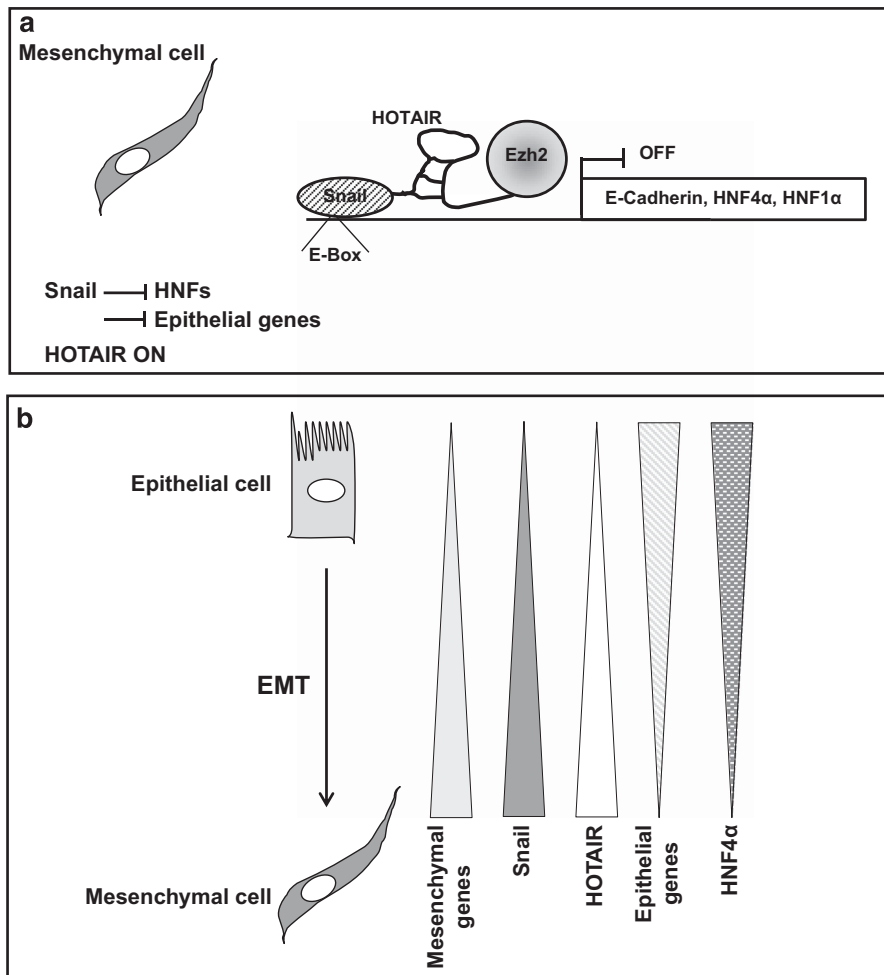 a
Mesenchymal cell
HOTAIR
Ezh2
OFF
Snail
E-Cadherin, HNF4α, HNF1α
E-Box
Snail HNFs
Epithelial genes
HOTAIR ON
b
Epithelial cell
EMT
Mesenchymal cell
Mesenchymal
genes
Snail
HOTAIR
Epithelial
genes
HNF4α